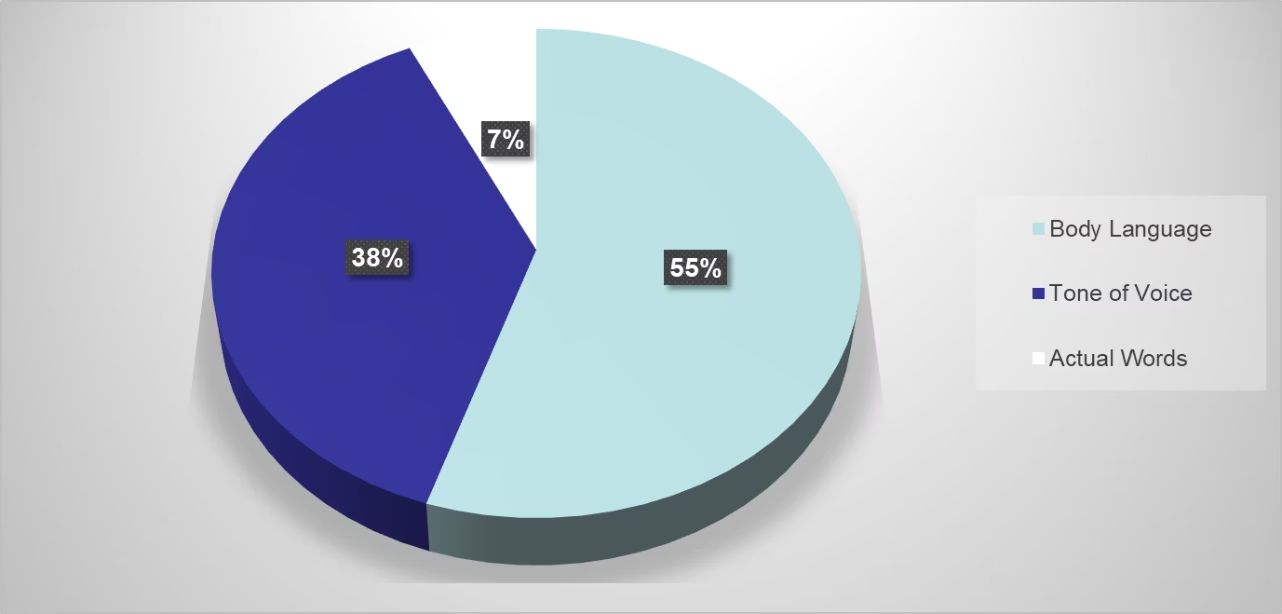 7%
38%
55%
Body Language
Tone of Voice
Actual Words